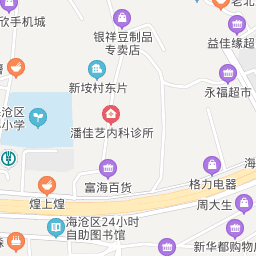 老北
欣手机城
银祥豆制品
专卖店
益佳缘超
新垵村东片
永福超市
海沧区
小学
潘佳艺内科诊所
富海百货
格力电器
煌上煌
海沧区24小时
自助图书馆
周大生
新华都购物